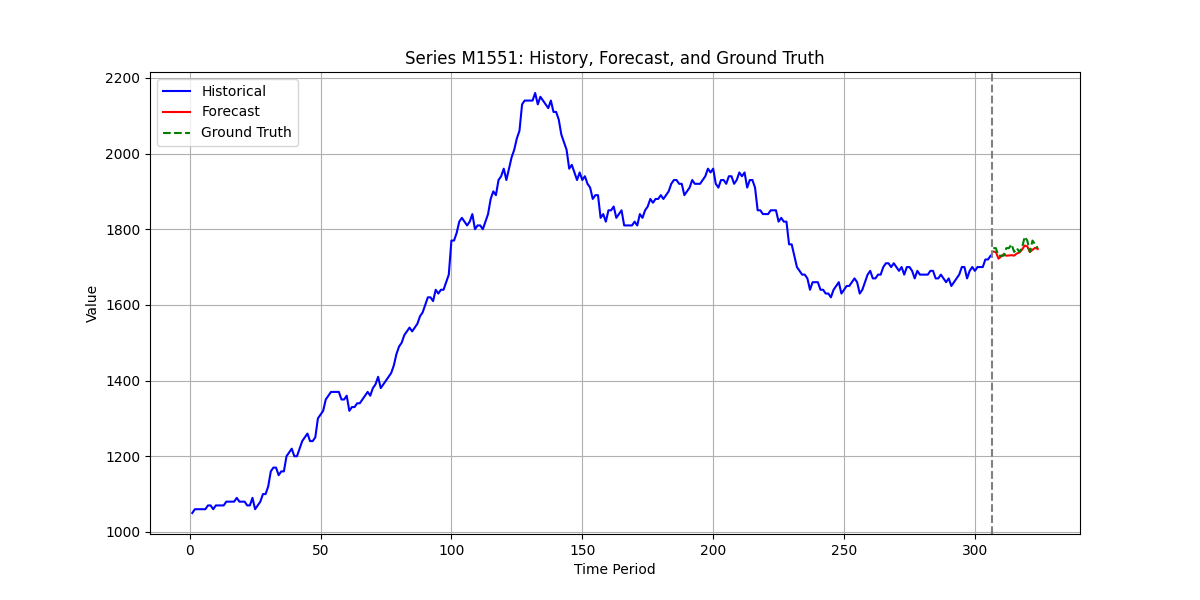 Series M1551: History, Forecast, and Ground Truth
Historical
Forecast
Ground Truth
2200
2000
1800
1600
1400
1200
1000
Value
0 50 100 150 200 250 300
Time Period